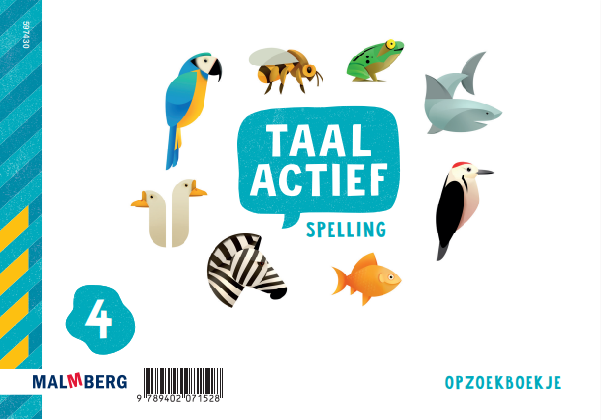 597430
TAAL
ACTIEF
SPELLING
4
MALMBERG
9 789402 071528
OPZOEKBOEKJE